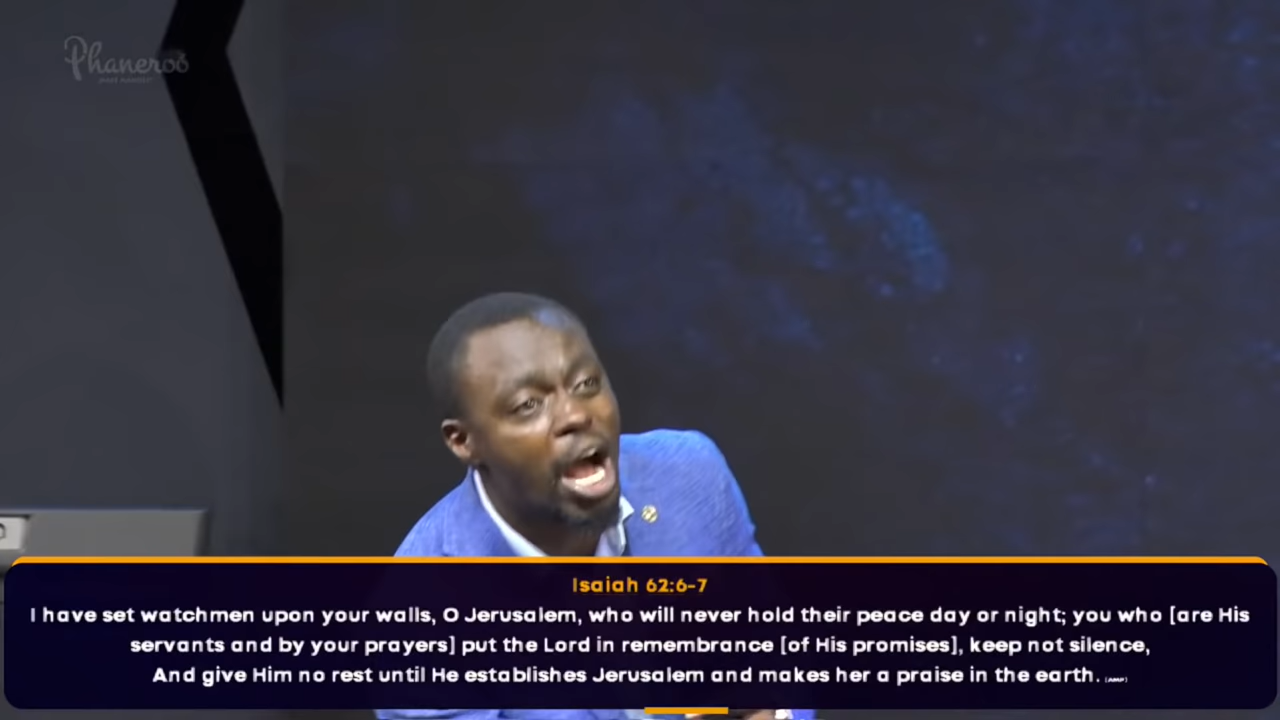 Phaneroo
Isaiah 62:6-7
I have set watchmen upon your walls, O Jerusalem, who will never hold their peace day or night; you who [are His
servants and by your prayers] put the Lord in remembrance [of His promises], keep not silence,
And give Him no rest until He establishes Jerusalem and makes her a praise in the earth. [AMP]